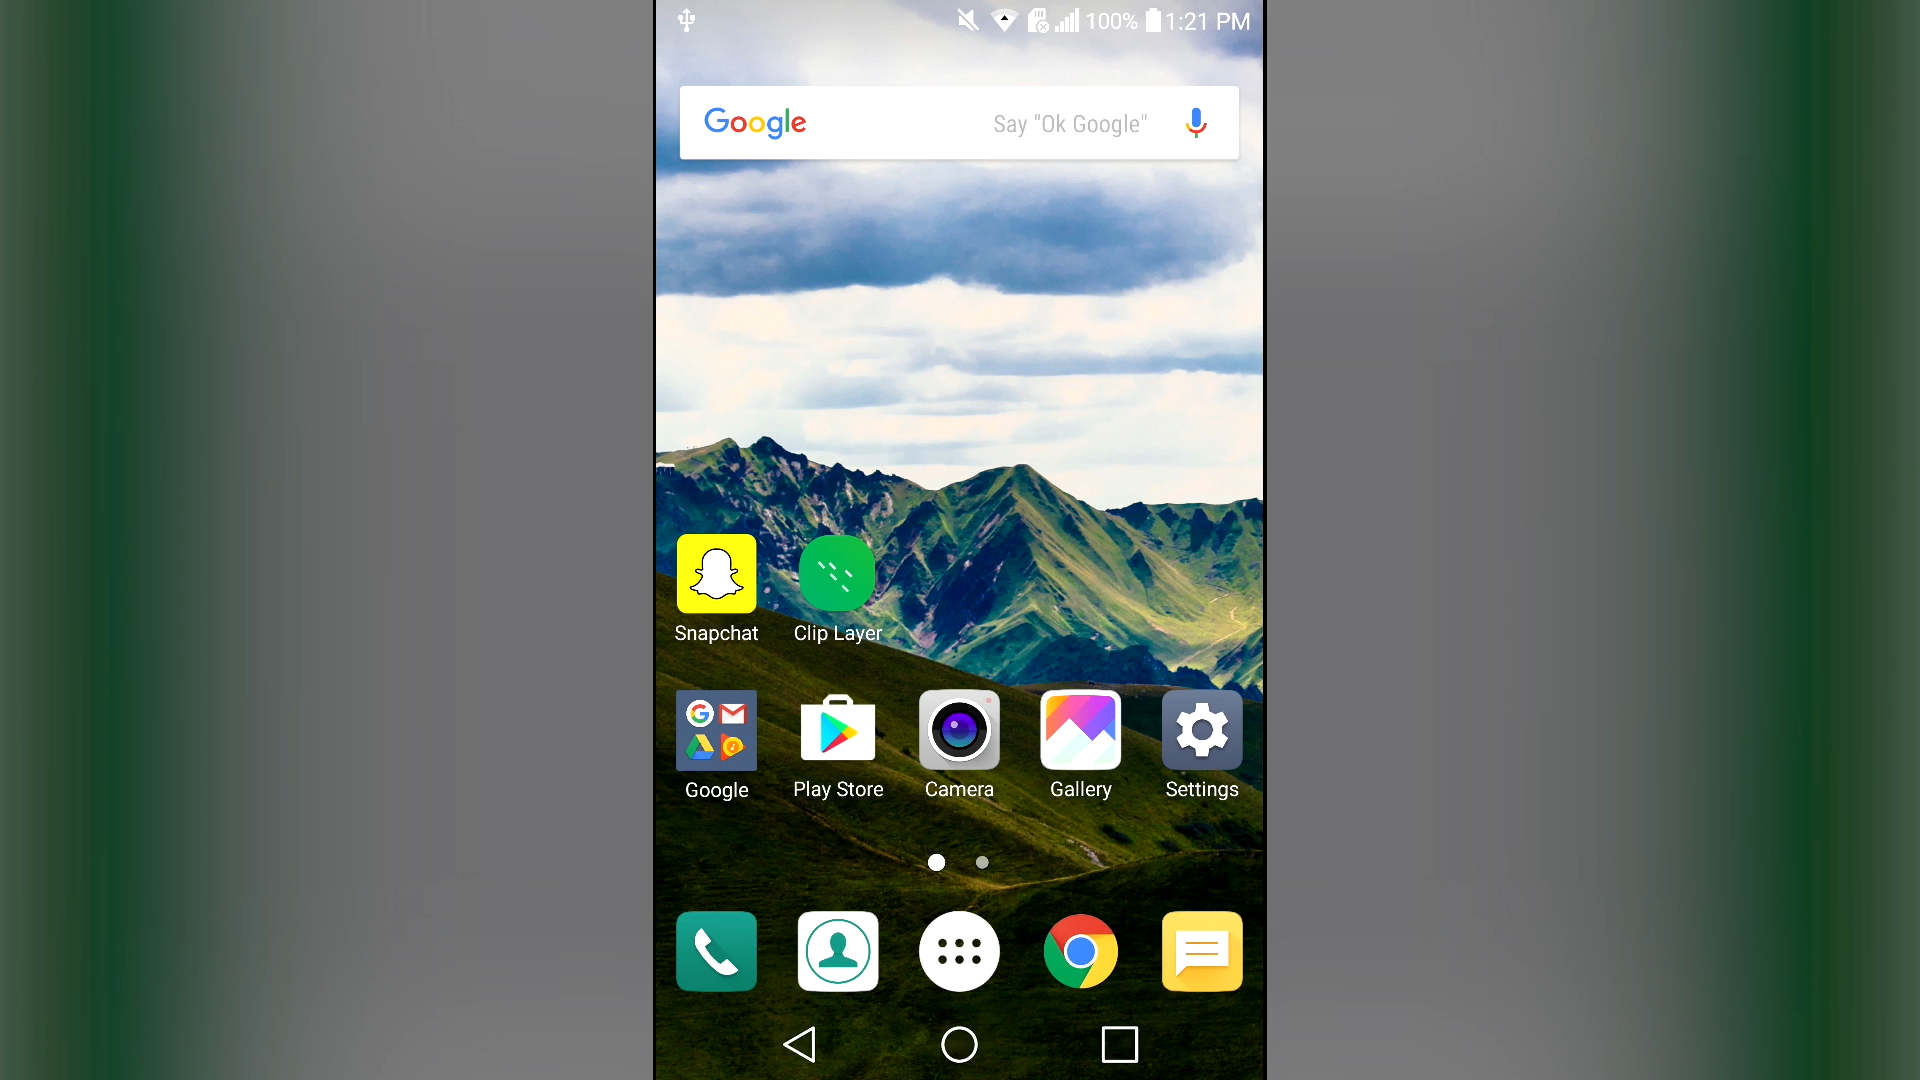 100% 1:21 PM
Google Say "Ok Google"
Snapchat Clip Layer
Google Play Store Camera Gallery Settings